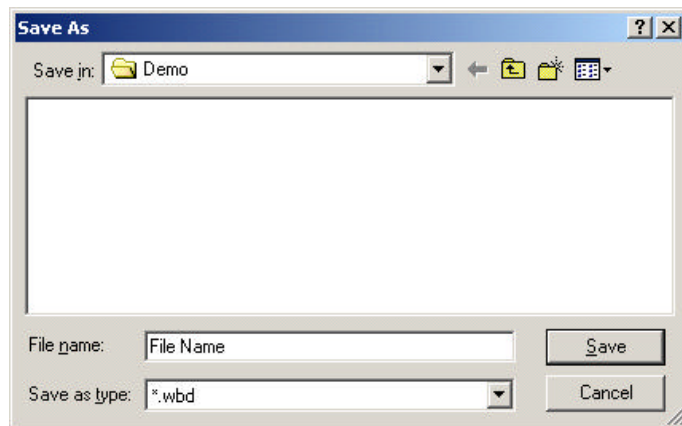 Save As
Save in: Demo
File name: File Name Save
Save as type: *.wbd Cancel